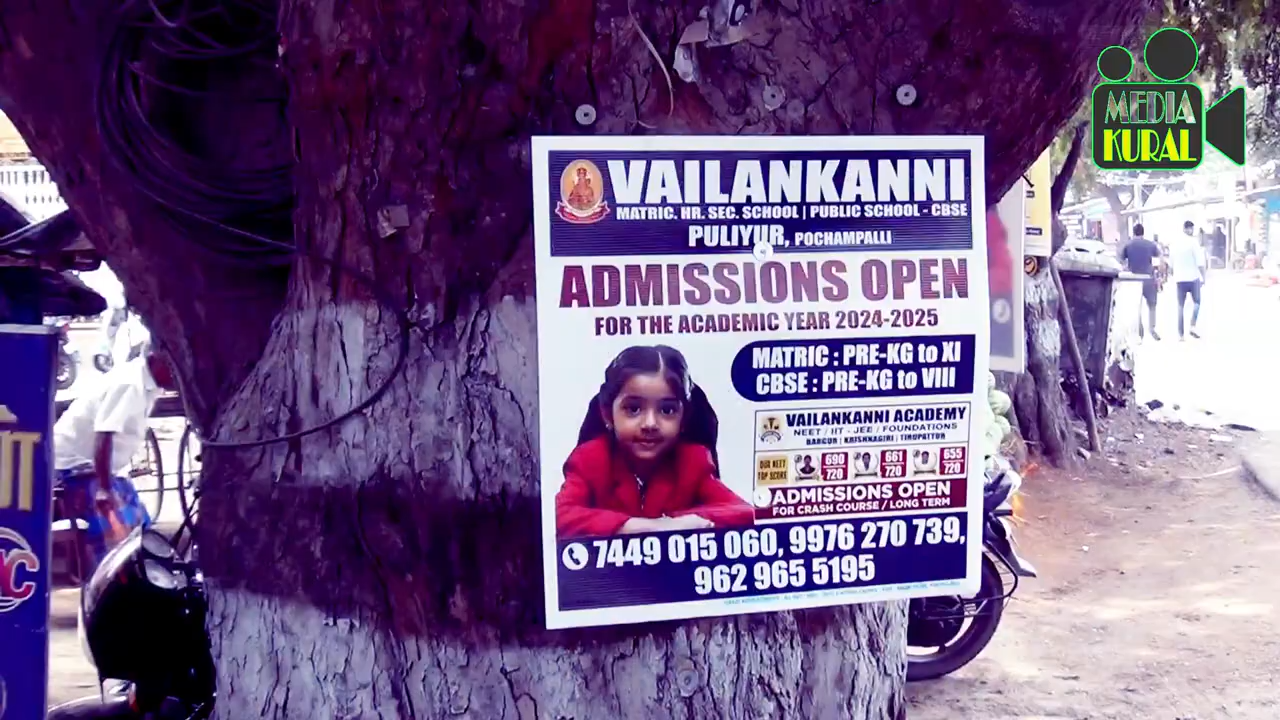 MEDIA
KURAL
VAILANKANNI
MATRIC. HR. SEC. SCHOOL | PUBLIC SCHOOL - CBSE
PULIYUR, POCHAMPALLI
ADMISSIONS OPEN
FOR THE ACADEMIC YEAR 2024-2025
MATRIC : PRE-KG to XI
CBSE : PRE-KG to VIII
VAILANKANNI ACADEMY
NEET / IIT - JEE / FOUNDATIONS
BARGUR | KRISHNAGIRI | TIRUPATTUR
OUR NEET
TOP SCORE
690
720
661
720
655
720
ADMISSIONS OPEN
FOR CRASH COURSE / LONG TERM
7449 015 060, 9976 270 739,
962 965 5195